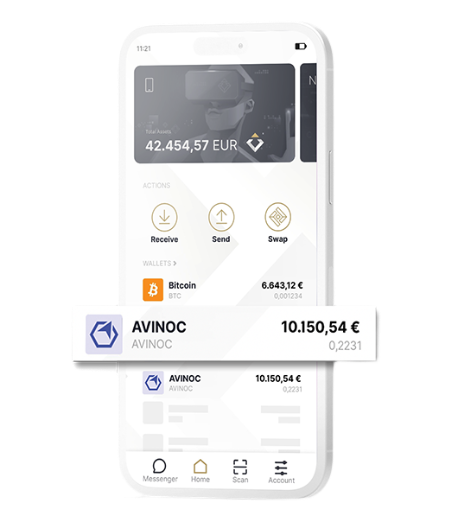 11:21
N
Total Assets
42.454,57 EUR
ACTIONS
Receive Send Swap
WALLETS »
Bitcoin 6.643,12 €
BTC 0,001234
AVINOC 10.150,54 €
AVINOC 0,2231
AVINOC 10.150,54 €
AVINOC 0,2231
Messenger Home Scan Account